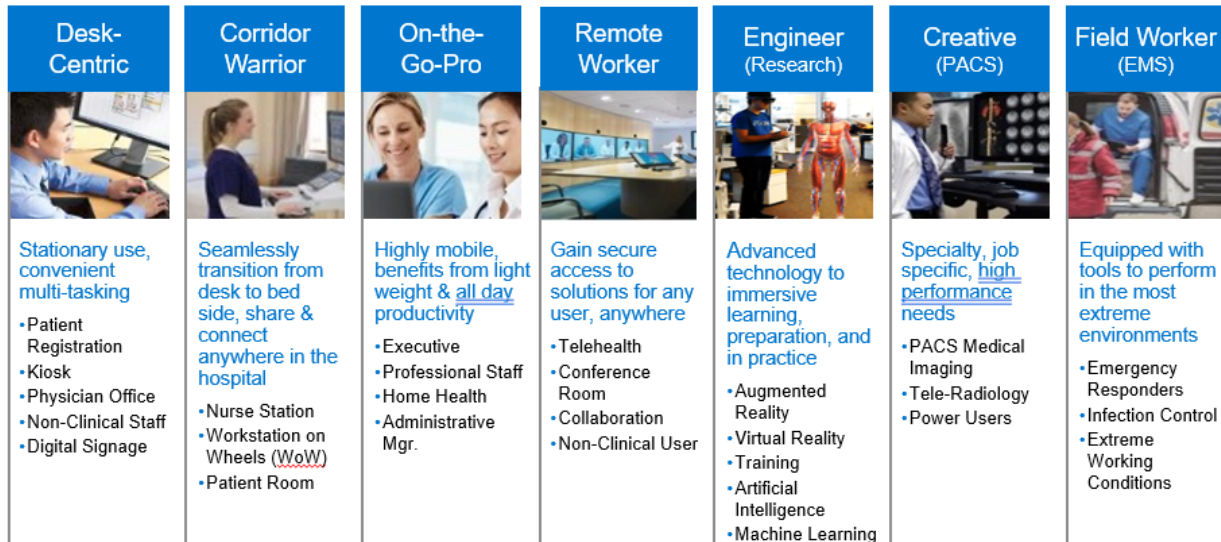 Desk-
Centric
Stationary use,
convenient
multi-tasking
•Patient
Registration
•Kiosk
•Physician Office
•Non-Clinical Staff
•Digital Signage
Corridor
Warrior
Seamlessly
transition from
desk to bed
side, share &
connect
anywhere in the
hospital
•Nurse Station
•Workstation on
Wheels (WoW)
•Patient Room
On-the-
Go-Pro
Highly mobile,
benefits from light
weight & all day
productivity
•Executive
•Professional Staff
•Home Health
•Administrative
Mgr.
Remote
Worker
Gain secure
access to
solutions for any
user, anywhere
•Telehealth
•Conference
Room
•Collaboration
•Non-Clinical User
Engineer
(Research)
Advanced
technology to
immersive
learning,
preparation, and
in practice
•Augmented
Reality
•Virtual Reality
•Training
•Artificial
Intelligence
•Machine Learning
Creative
(PACS)
Specialty, job
specific, high
performance
needs
•PACS Medical
Imaging
•Tele-Radiology
•Power Users
Field Worker
(EMS)
Equipped with
tools to perform
in the most
extreme
environments
•Emergency
Responders
•Infection Control
•Extreme
Working
Conditions